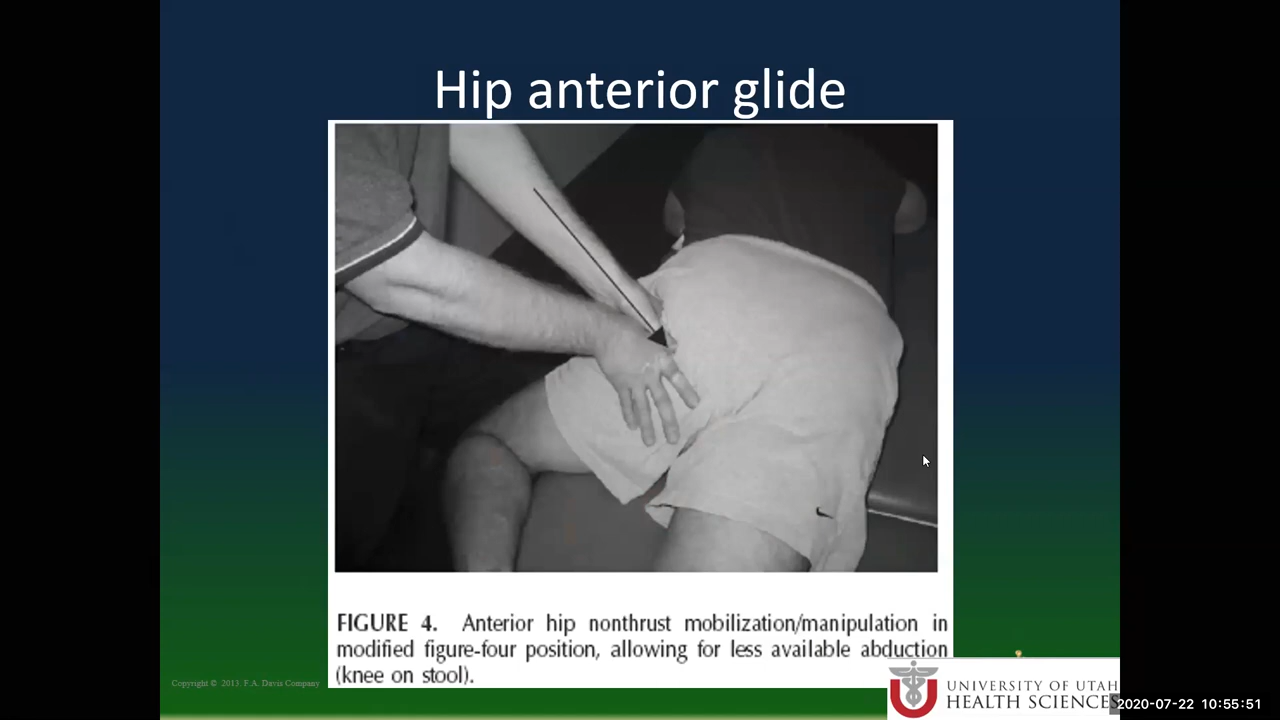 Hip anterior glide
FIGURE 4. Anterior hip nonthrust mobilization/manipulation in
modified figure-four position, allowing for less available abduction
(knee on stool).
Copyright © 2013. F.A. Davis Company
UNIVERSITY OF UTAH
HEALTH SCIENCES
2020-07-22 10:55:51